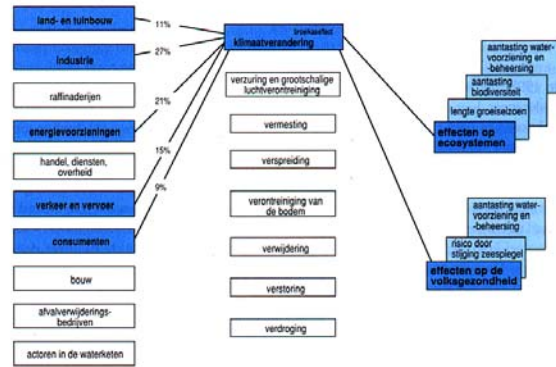 land- en tuinbouw
industrie
raffinaderijen
energievoorzieningen
handel, diensten,
overheid
verkeer en vervoer
consumenten
bouw
afvalverwijderings-
bedrijven
actoren in de waterketen
11%
27%
21%
15%
9%
broeikaseffect
klimaatverandering
verzuring en grootschalige
luchtverontreiniging
vermesting
verspreiding
verontreiniging van
de bodem
verwijdering
verstoring
verdroging
aantasting water-
voorziening en
-beheersing
aantasting
biodiversiteit
lengte groeiseizoen
effecten op
ecosystemen
aantasting water-
voorziening en
-beheersing
risico door
stijging zeespiegel
effecten op de
volksgezondheid